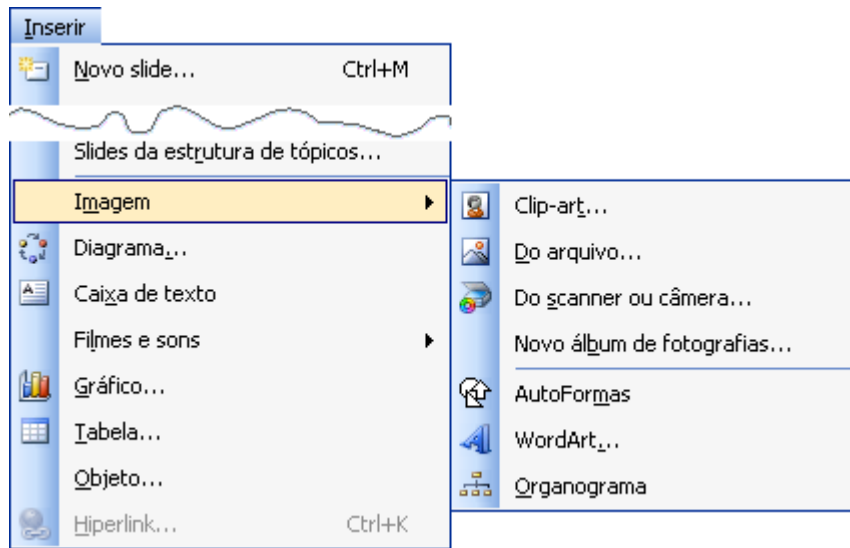 Inserir
Novo slide... Ctrl+M
Slides da estrutura de tópicos...
Imagem
Diagrama...
Caixa de texto
Filmes e sons
Gráfico...
Tabela...
Objeto...
Hiperlink... Ctrl+K
Clip-art...
Do arquivo...
Do scanner ou câmera...
Novo álbum de fotografias...
AutoFormas
WordArt...
Organograma